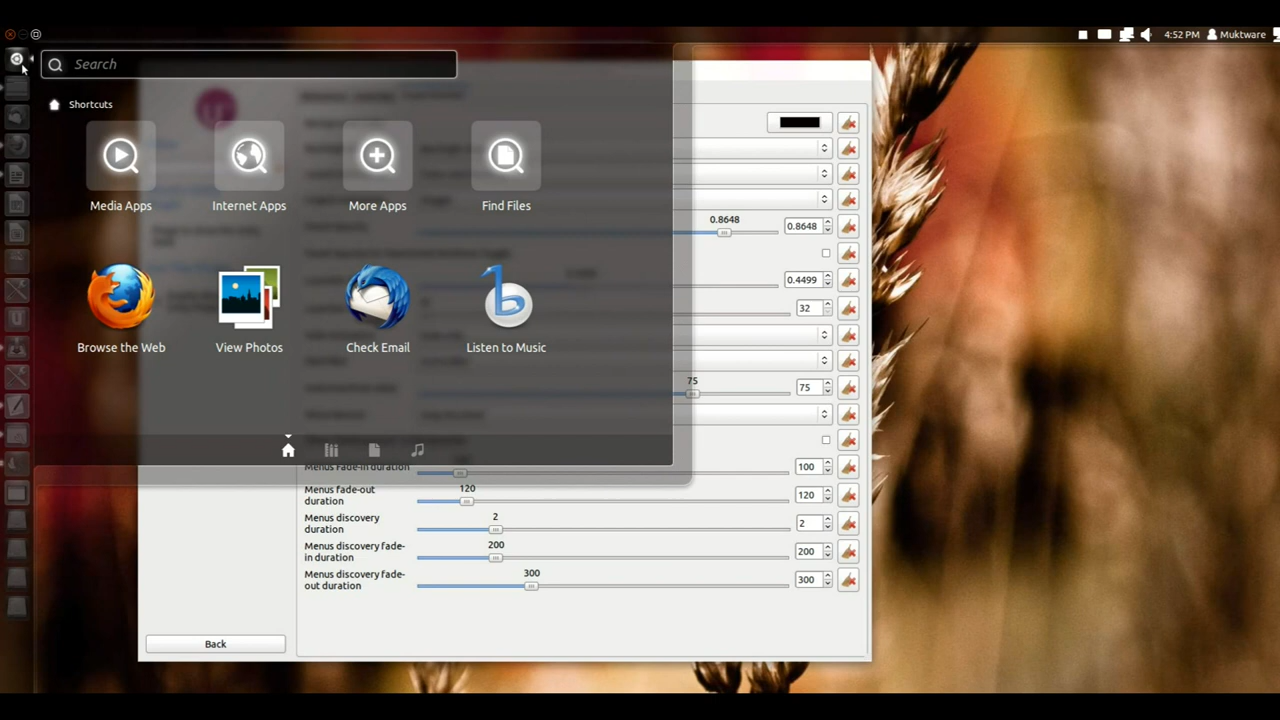 4:52 PM Muktware
Search
Shortcuts
Media Apps
Internet Apps
More Apps
Find Files
Browse the Web
View Photos
Check Email
Listen to Music
0.8648
0.8648
0.4499
32
75
75
Menus Fade-in duration
100
120
Menus fade-out
duration
120
2
Menus discovery
duration
2
200
Menus discovery fade-
in duration
200
300
Menus discovery fade-
out duration
300
Back